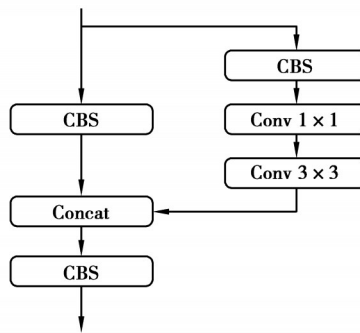 CBS
Conv 1 × 1
CBS
Conv 3 × 3
Concat
CBS